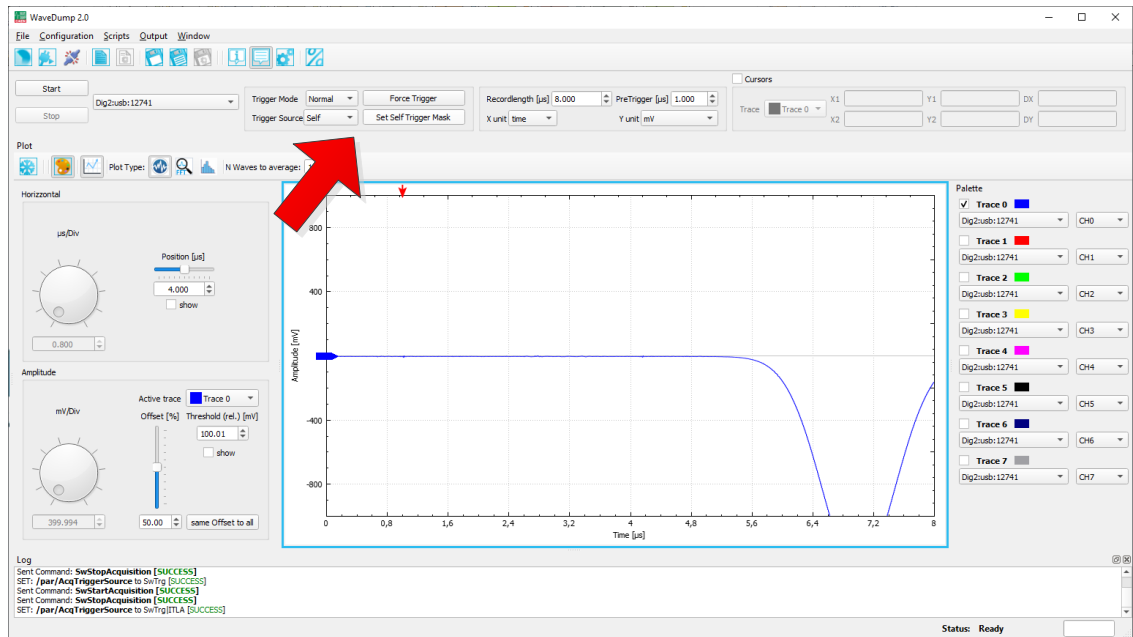 WaveDump 2.0
File Configuration Scripts Output Window
Start
Stop
Dig2:usb:12741
Trigger Mode Normal Force Trigger
Trigger Source Self Set Self Trigger Mask
Recordlength [µs] 8.000 PreTrigger [µs] 1.000
X unit time Y unit mV
Cursors
Trace Trace 0
X1 Y1 DX
X2 Y2 DY
Plot
Plot Type: FFT N Waves to average:
Horizzontal
µs/Div
Position [µs]
4.000
show
0.800
Amplitude
Active trace Trace 0
mV/Div
Offset [%] Threshold (rel.) [mV]
100.01
show
399.994
50.00 same Offset to all
800
400
-400
-800
Amplitude [mV]
0 0,8 1,6 2,4 3,2 4 4,8 5,6 6,4 7,2 8
Time [µs]
Palette
Trace 0
Dig2:usb:12741 CH0
Trace 1
Dig2:usb:12741 CH1
Trace 2
Dig2:usb:12741 CH2
Trace 3
Dig2:usb:12741 CH3
Trace 4
Dig2:usb:12741 CH4
Trace 5
Dig2:usb:12741 CH5
Trace 6
Dig2:usb:12741 CH6
Trace 7
Dig2:usb:12741 CH7
Log
Sent Command: SwStopAcquisition [SUCCESS]
SET: /par/AcqTriggerSource to SwTrg [SUCCESS]
Sent Command: SwStartAcquisition [SUCCESS]
Sent Command: SwStopAcquisition [SUCCESS]
SET: /par/AcqTriggerSource to SwTrg|ITLA [SUCCESS]
Status: Ready